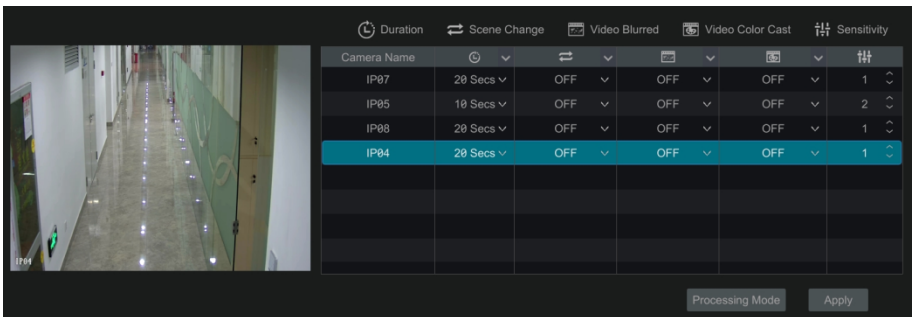 Duration Scene Change Video Blurred Video Color Cast Sensitivity
Camera Name
IP07 20 Secs OFF OFF OFF 1
IP05 10 Secs OFF OFF OFF 2
IP08 20 Secs OFF OFF OFF 1
IP04 20 Secs OFF OFF OFF 1
IP04
Processing Mode Apply